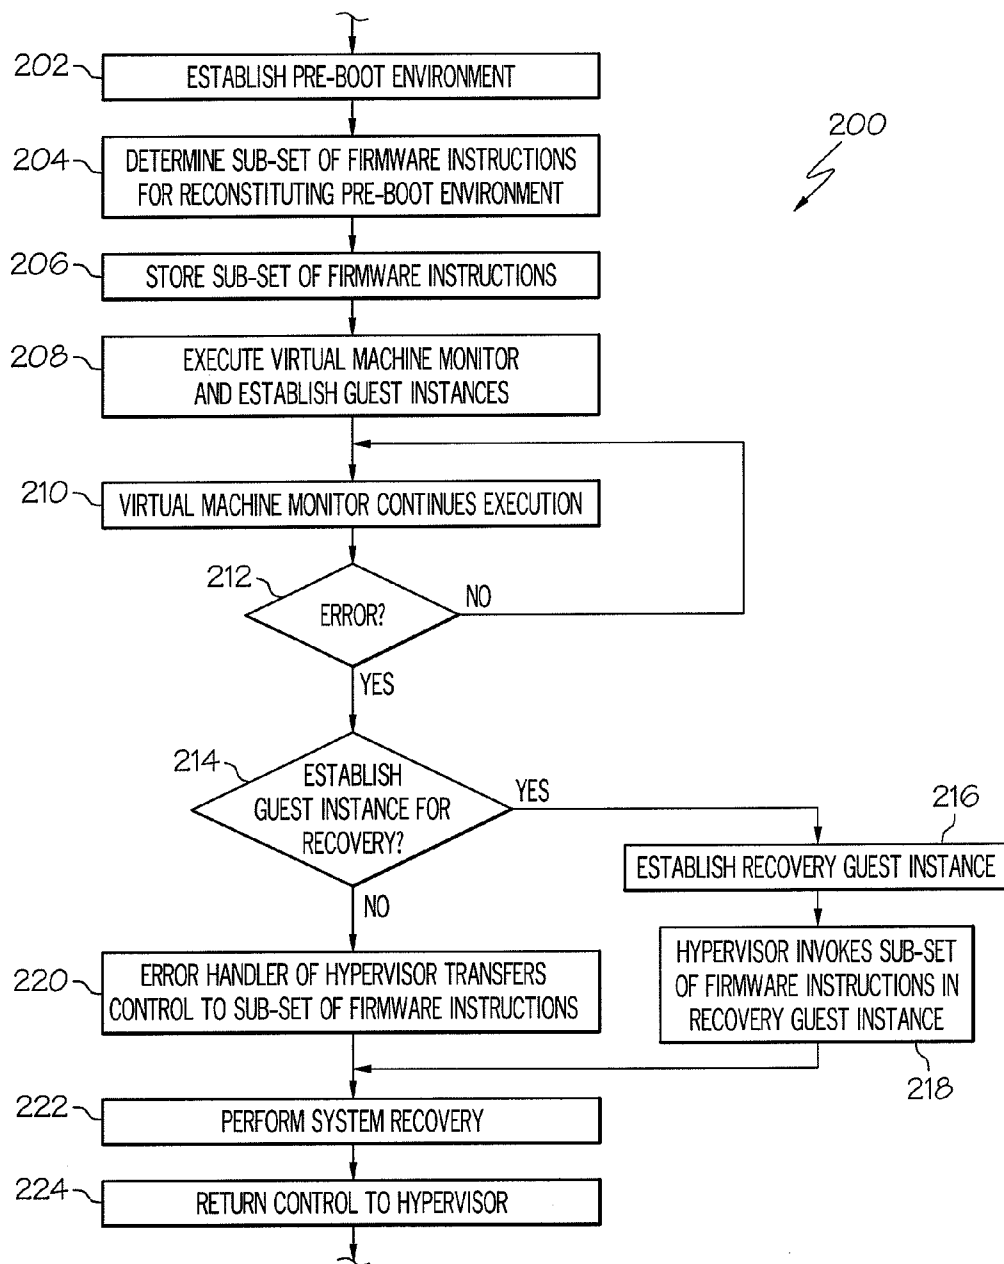 202
ESTABLISH PRE-BOOT ENVIRONMENT
200
204
DETERMINE SUB-SET OF FIRMWARE INSTRUCTIONS
FOR RECONSTITUTING PRE-BOOT ENVIRONMENT
206
STORE SUB-SET OF FIRMWARE INSTRUCTIONS
208
EXECUTE VIRTUAL MACHINE MONITOR
AND ESTABLISH GUEST INSTANCES
210
VIRTUAL MACHINE MONITOR CONTINUES EXECUTION
212
ERROR?
NO
YES
214
ESTABLISH
GUEST INSTANCE FOR
RECOVERY?
YES
NO
216
ESTABLISH RECOVERY GUEST INSTANCE
HYPERVISOR INVOKES SUB-SET
OF FIRMWARE INSTRUCTIONS IN
RECOVERY GUEST INSTANCE
218
220
ERROR HANDLER OF HYPERVISOR TRANSFERS
CONTROL TO SUB-SET OF FIRMWARE INSTRUCTIONS
222
PERFORM SYSTEM RECOVERY
224
RETURN CONTROL TO HYPERVISOR